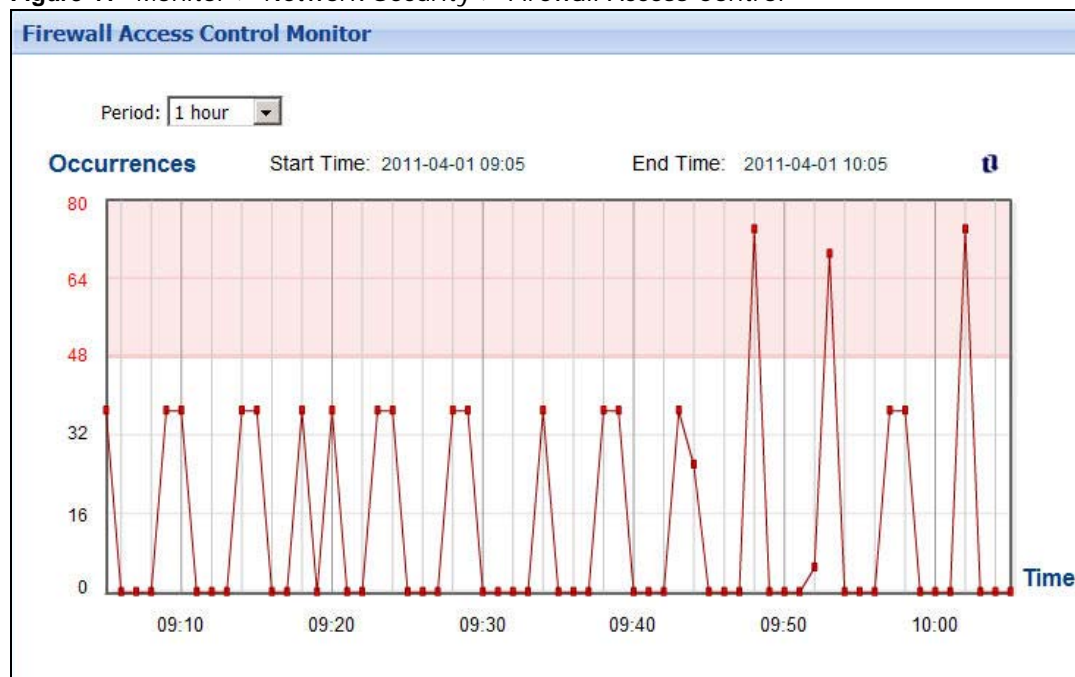 Firewall Access Control Monitor
Period: 1 hour
Occurrences Start Time: 2011-04-01 09:05 End Time: 2011-04-01 10:05
80
64
48
32
16
0
Time
09:10 09:20 09:30 09:40 09:50 10:00